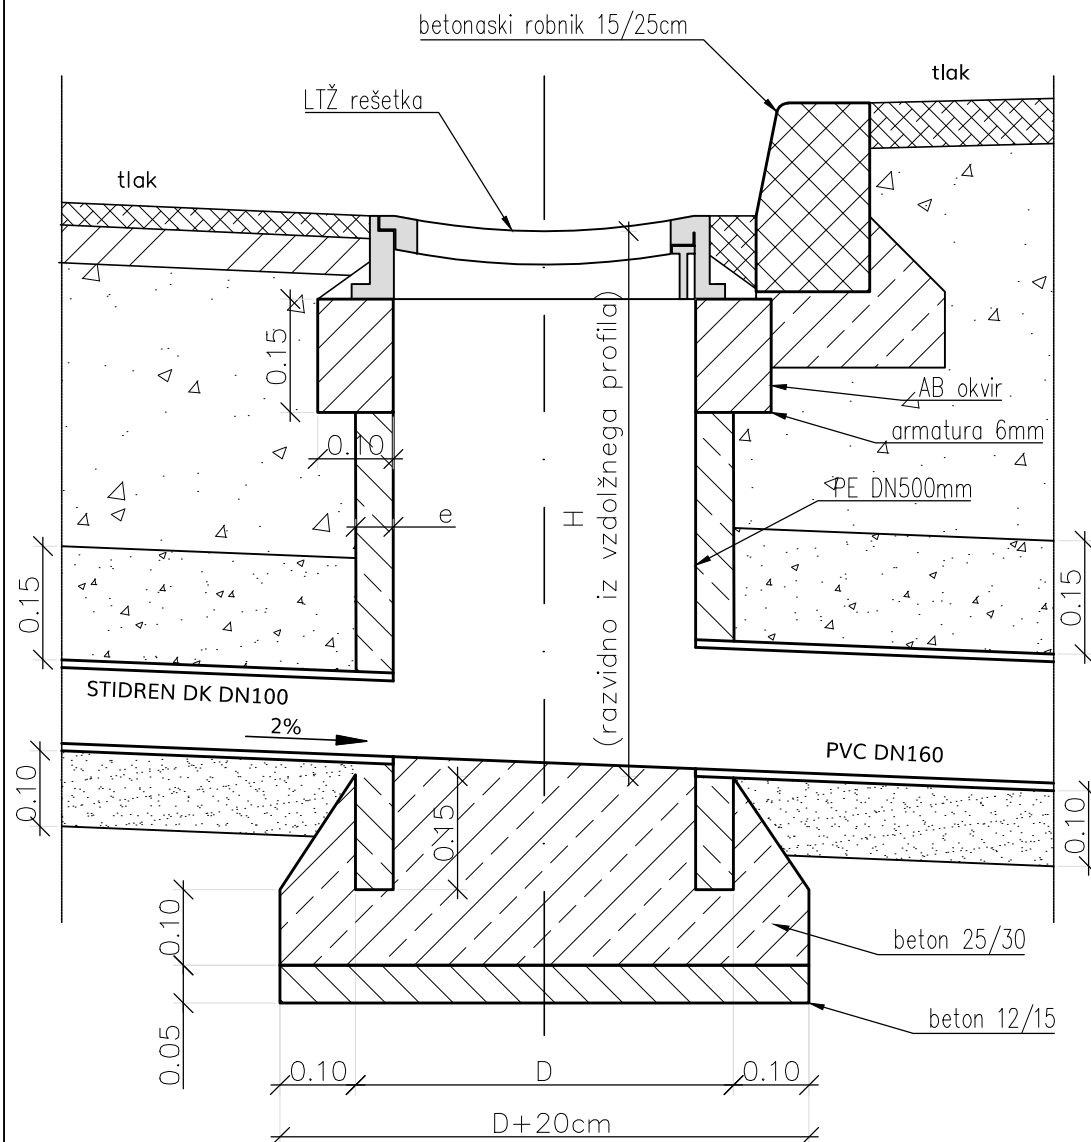 betonaski robnik 15/25cm
tlak
LTŽ rešetka
tlak
0.15
AB okvir
armatura 6mm
0.10
PE DN500mm
e
H
(razvidno iz vzdolžnega profila)
0.15
0.15
STIDREN DK DN100
2%
PVC DN160
0.10
0.15
0.10
0.10
beton 25/30
0.05
beton 12/15
0.10
D
0.10
D+20cm